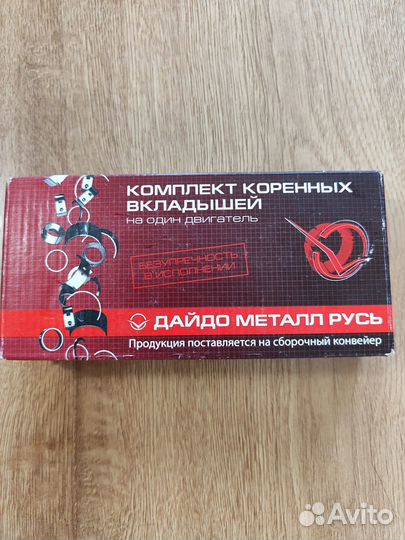 КОМПЛЕКТ КОРЕННЫХ
ВКЛАДЫШЕЙ
на один двигатель
БЕЗУПРЕЧНОСТЬ
В ИСПОЛНЕНИИ
ДАЙДО МЕТАЛЛ РУСЬ
Продукция поставляется на сборочный конвейер
Avito